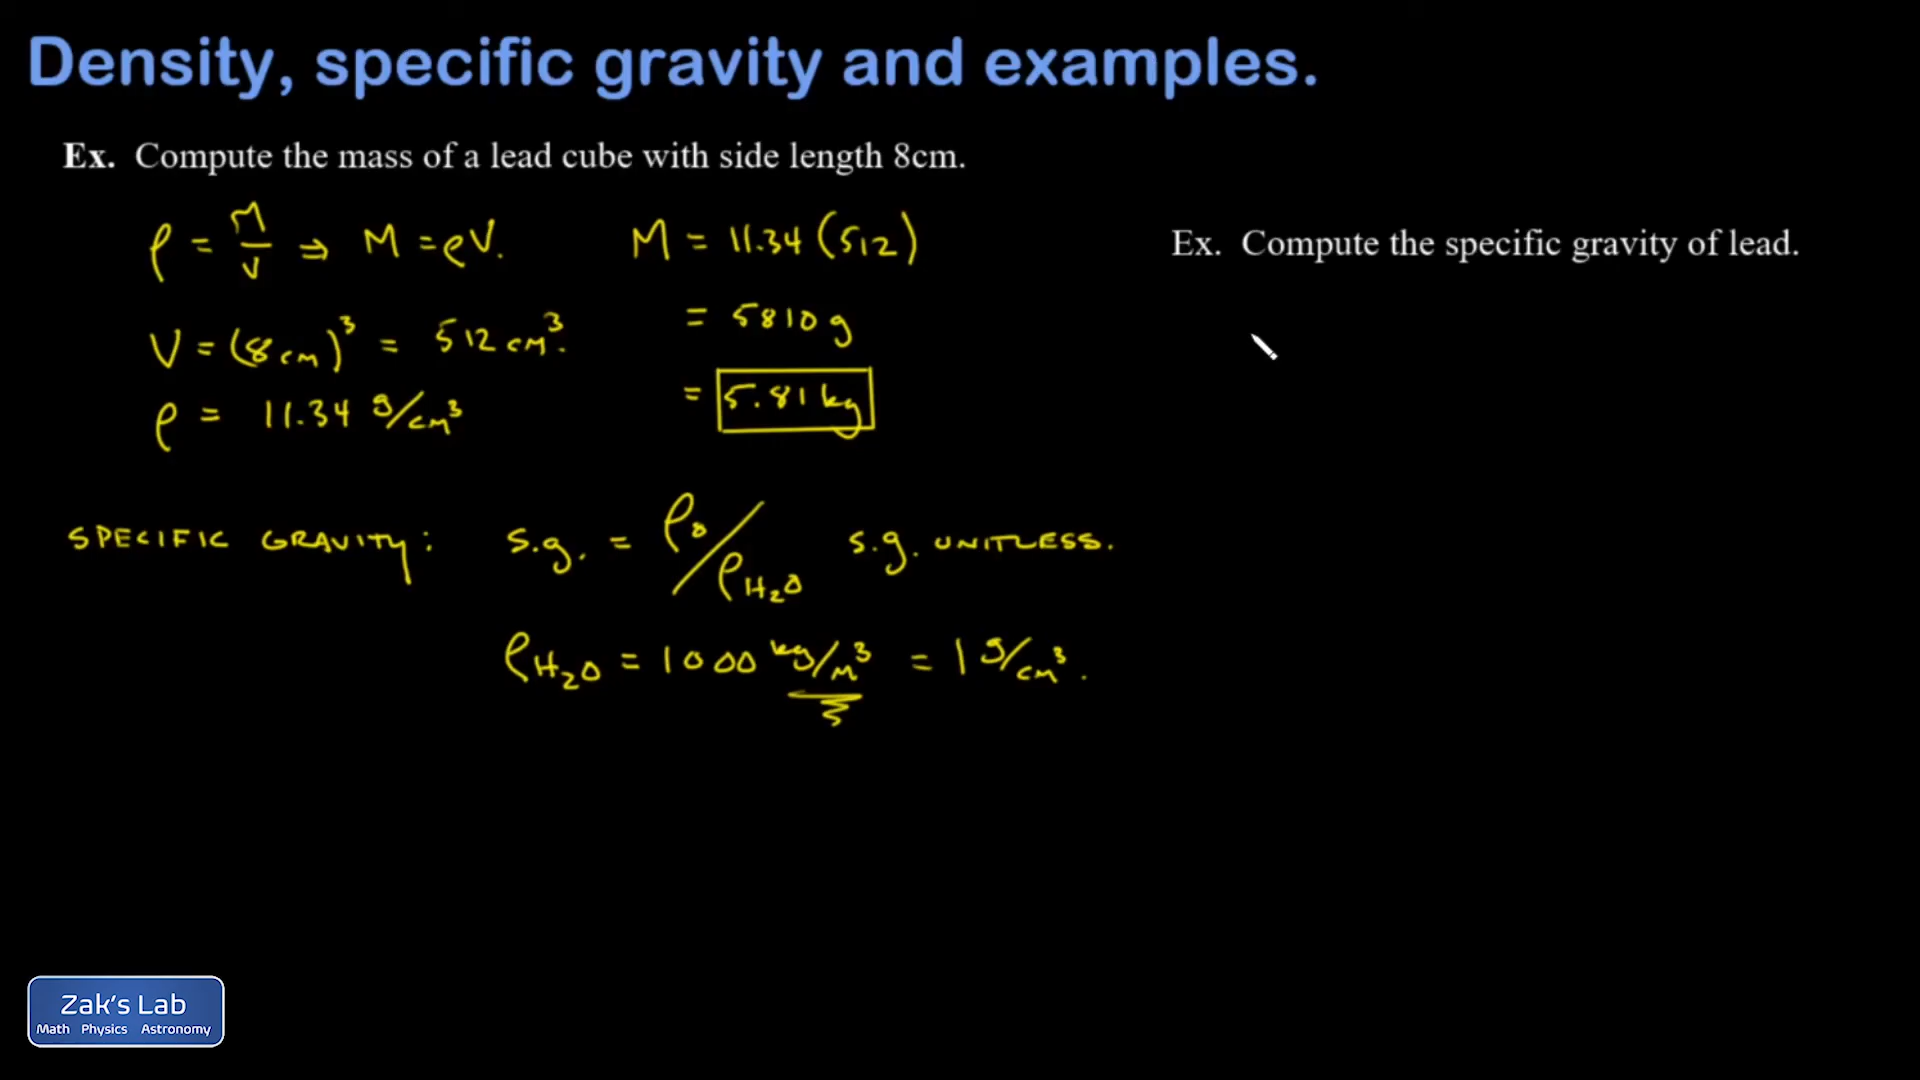 Density, specific gravity and examples.
Ex. Compute the mass of a lead cube with side length 8cm.
ρ = M/V ⇒ M = ρV.
V = (8cm)³ = 512 cm³.
ρ = 11.34 g/cm³
M = 11.34 (512)
= 5810 g
= 5.81 kg
Ex. Compute the specific gravity of lead.
SPECIFIC GRAVITY: s.g. = ρ₀/ρH₂O s.g. UNITLESS.
ρH₂O = 1000 kg/m³ = 1 g/cm³.
Zak's Lab
Math Physics Astronomy